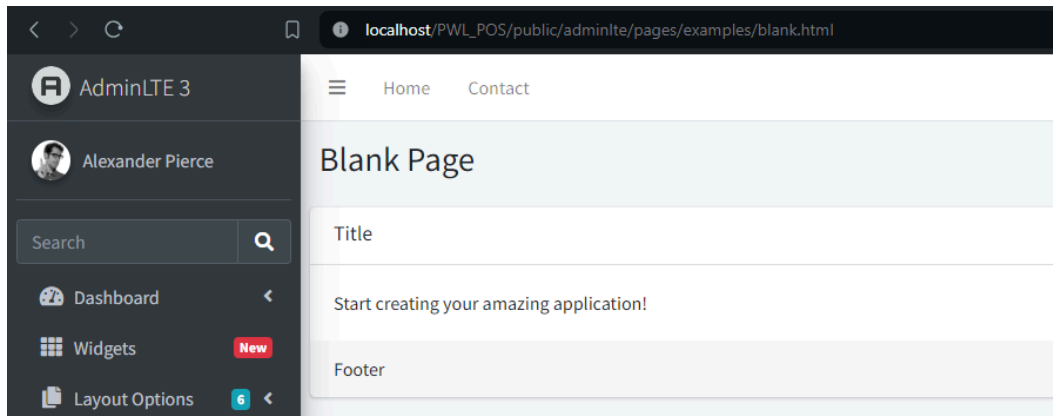 localhost/PWL_POS/public/adminlte/pages/examples/blank.html
AdminLTE 3
Home Contact
Alexander Pierce
Blank Page
Search
Title
Dashboard
Start creating your amazing application!
Widgets New
Footer
Layout Options 6